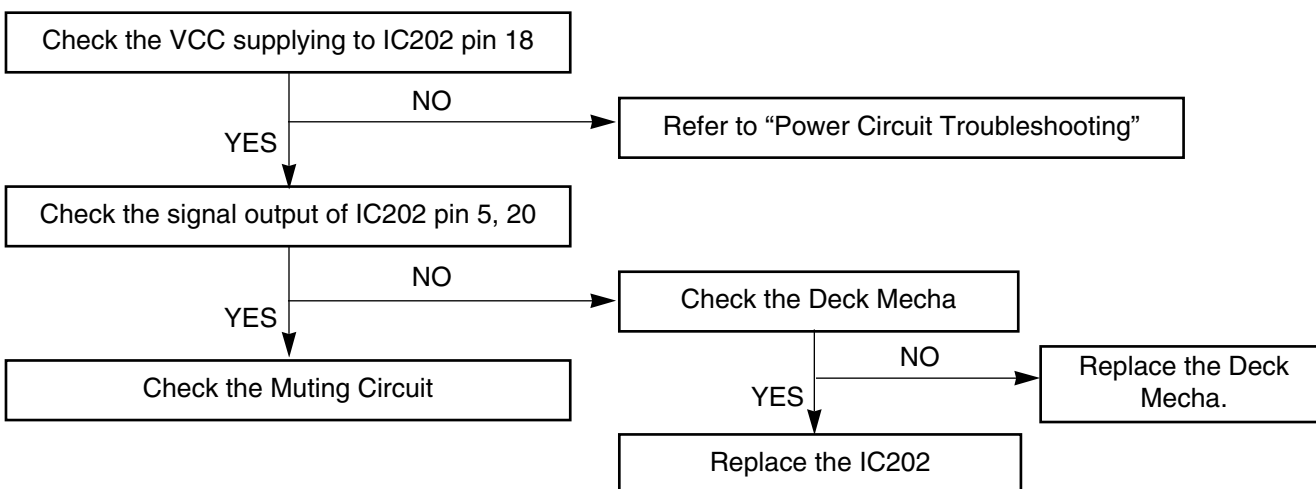 Check the VCC supplying to IC202 pin 18
NO
Refer to “Power Circuit Troubleshooting”
YES
Check the signal output of IC202 pin 5, 20
NO
Check the Deck Mecha
YES
Check the Muting Circuit
NO
Replace the Deck
Mecha.
YES
Replace the IC202